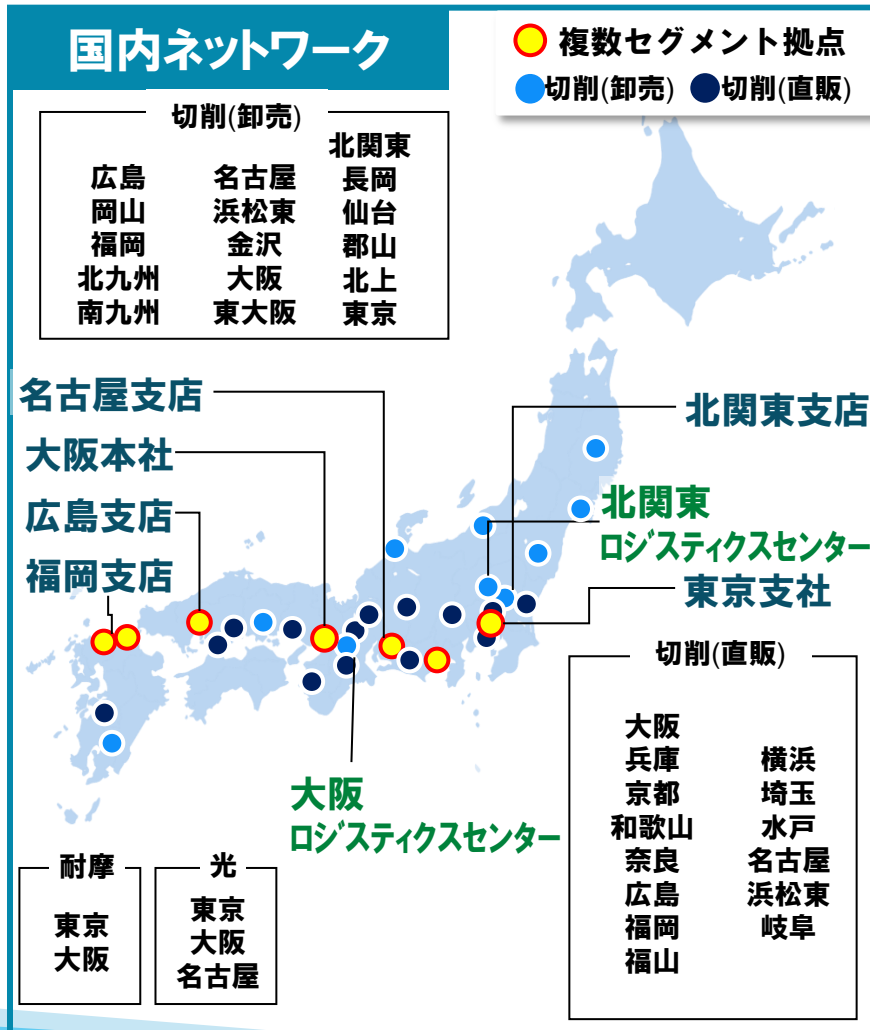 国内ネットワーク
複数セグメント拠点
切削(卸売) 切削(直販)
切削(卸売)
北関東
広島 名古屋 長岡
岡山 浜松東 仙台
福岡 金沢 郡山
北九州 大阪 北上
南九州 東大阪 東京
名古屋支店
大阪本社
広島支店
福岡支店
北関東支店
北関東
ロジスティクスセンター
東京支社
大阪
ロジスティクスセンター
切削(直販)
大阪
兵庫 横浜
京都 埼玉
和歌山 水戸
奈良 名古屋
広島 浜松東
福岡 岐阜
福山
耐摩
東京
大阪
光
東京
大阪
名古屋